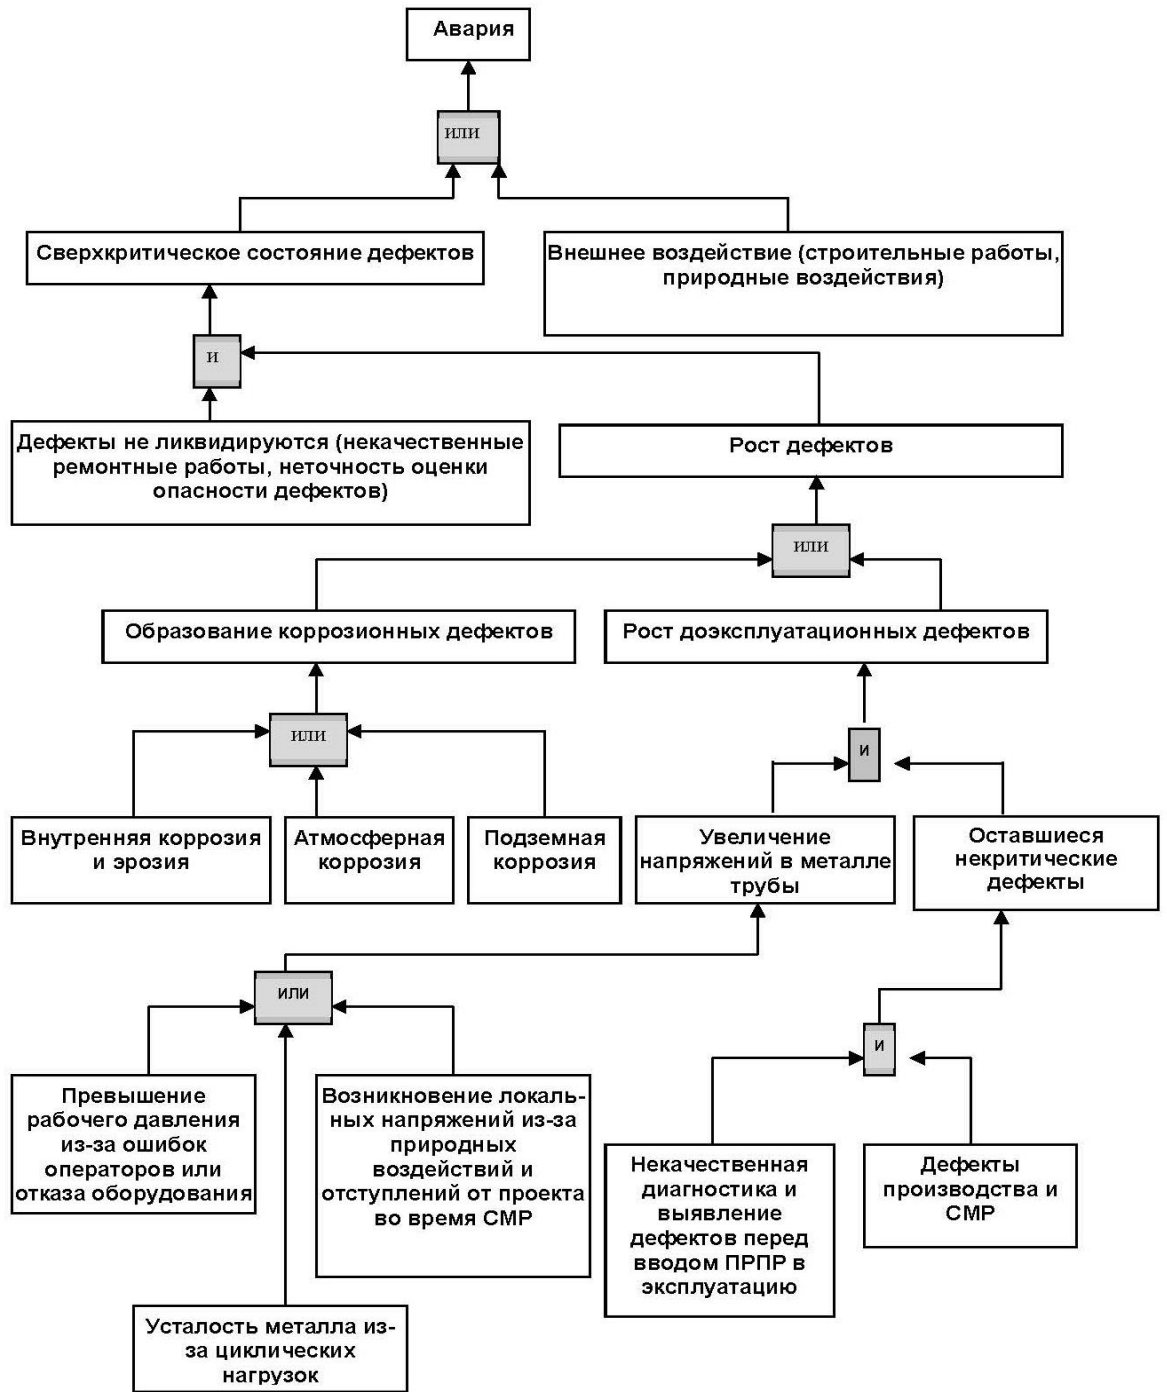 Авария
или
Сверхкритическое состояние дефектов
Внешнее воздействие (строительные работы,
природные воздействия)
и
Дефекты не ликвидируются (некачественные
ремонтные работы, неточность оценки
опасности дефектов)
Рост дефектов
или
Образование коррозионных дефектов
Рост доэксплуатационных дефектов
или
и
Внутренняя коррозия
и эрозия
Атмосферная
коррозия
Подземная
коррозия
Увеличение
напряжений в металле
трубы
Оставшиеся
некритические
дефекты
или
и
Превышение
рабочего давления
из-за ошибок
операторов или
отказа оборудования
Возникновение локаль-
ных напряжений из-за
природных
воздействий и
отступлений от проекта
во время СМР
Некачественная
диагностика и
выявление
дефектов перед
вводом ПРПР в
эксплуатацию
Дефекты
производства и
СМР
Усталость металла из-
за циклических
нагрузок